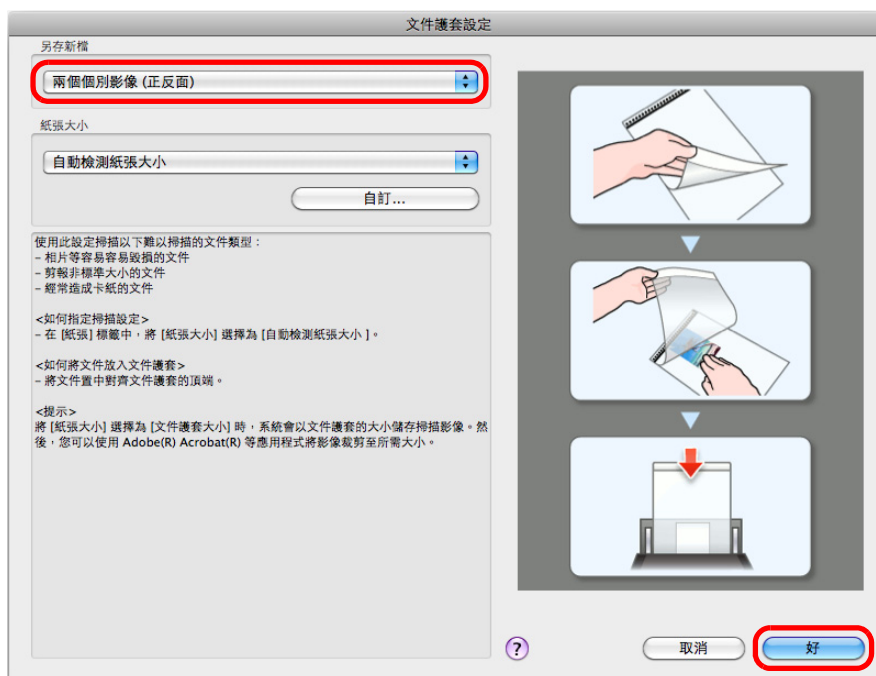 文件護套設定
另存新檔
兩個個別影像 (正反面)
紙張大小
自動檢測紙張大小
自訂...
使用此設定掃描以下難以掃描的文件類型：
– 相片等容易容易毀損的文件
– 剪報非標準大小的文件
– 經常造成卡紙的文件
<如何指定掃描設定>
– 在 [紙張] 標籤中，將 [紙張大小] 選擇為 [自動檢測紙張大小 ]。
<如何將文件放入文件護套>
– 將文件置中對齊文件護套的頂端。
<提示>
將 [紙張大小] 選擇為 [文件護套大小] 時，系統會以文件護套的大小儲存掃描影像。然
後，您可以使用 Adobe(R) Acrobat(R) 等應用程式將影像裁剪至所需大小。
?
取消
好